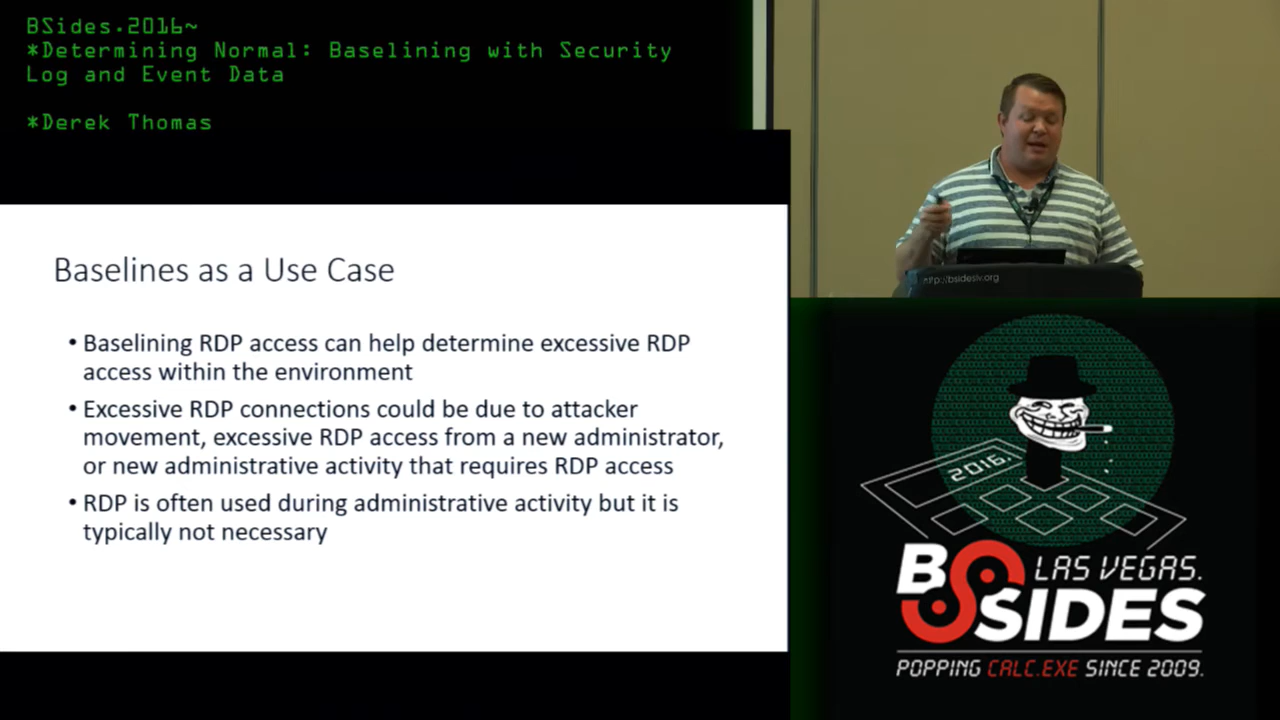 BSides.2016~
*Determining Normal: Baselining with Security
Log and Event Data
*Derek Thomas
Baselines as a Use Case
• Baselining RDP access can help determine excessive RDP
access within the environment
• Excessive RDP connections could be due to attacker
movement, excessive RDP access from a new administrator,
or new administrative activity that requires RDP access
• RDP is often used during administrative activity but it is
typically not necessary
http://bsideslv.org
2016.
BSIDES
LAS VEGAS.
POPPING CALC.EXE SINCE 2009.